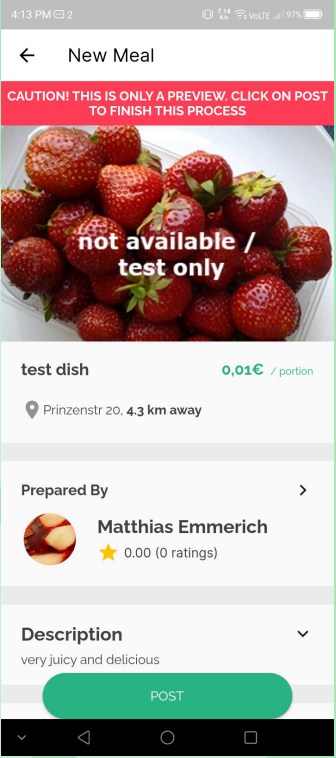 4:13 PM 2 7.14 K/s VoLTE 97%
New Meal
CAUTION! THIS IS ONLY A PREVIEW. CLICK ON POST
TO FINISH THIS PROCESS
not available /
test only
test dish 0,01€ / portion
Prinzenstr 20, 4.3 km away
Prepared By
Matthias Emmerich
0.00 (0 ratings)
Description
very juicy and delicious
POST